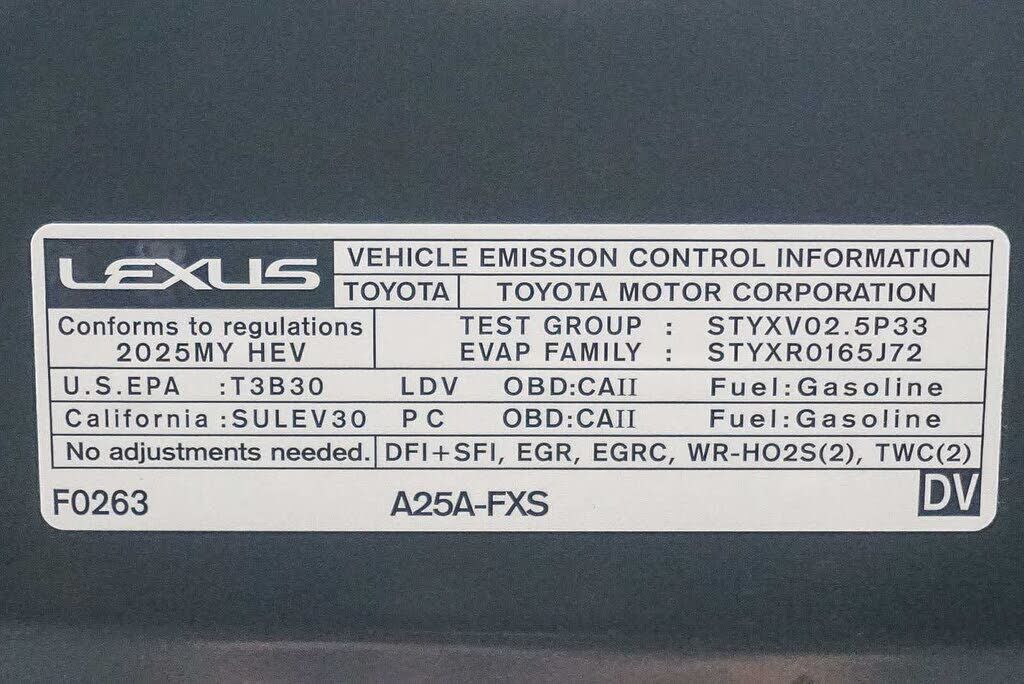 LEXUS
VEHICLE EMISSION CONTROL INFORMATION
TOYOTA TOYOTA MOTOR CORPORATION
Conforms to regulations
2025MY HEV
TEST GROUP : STYXV02.5P33
EVAP FAMILY : STYXR0165J72
U.S.EPA :T3B30 LDV OBD:CAII Fuel:Gasoline
California :SULEV30 PC OBD:CAII Fuel:Gasoline
No adjustments needed. DFI+SFI, EGR, EGRC, WR-HO2S(2), TWC(2)
F0263 A25A-FXS DV